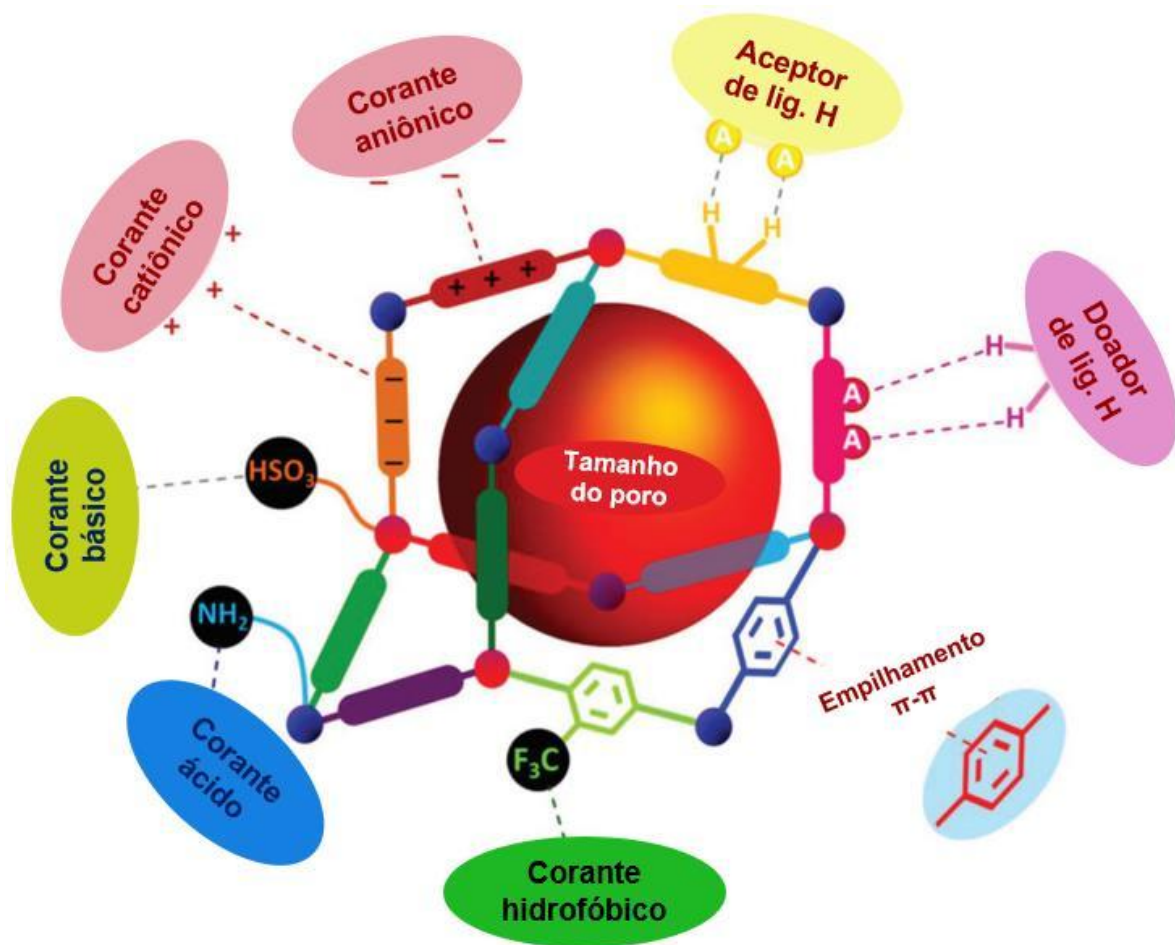 Corante
aniônico
Aceptor
de lig. H
A
A
H
H
Corante
catiônico
+
+
+
−
−
−
+ + +
Doador
de lig. H
H
H
A
A
−
−
−
Corante
básico
HSO₃
Tamanho
do poro
NH₂
Corante
ácido
Empilhamento
π-π
F₃C
Corante
hidrofóbico